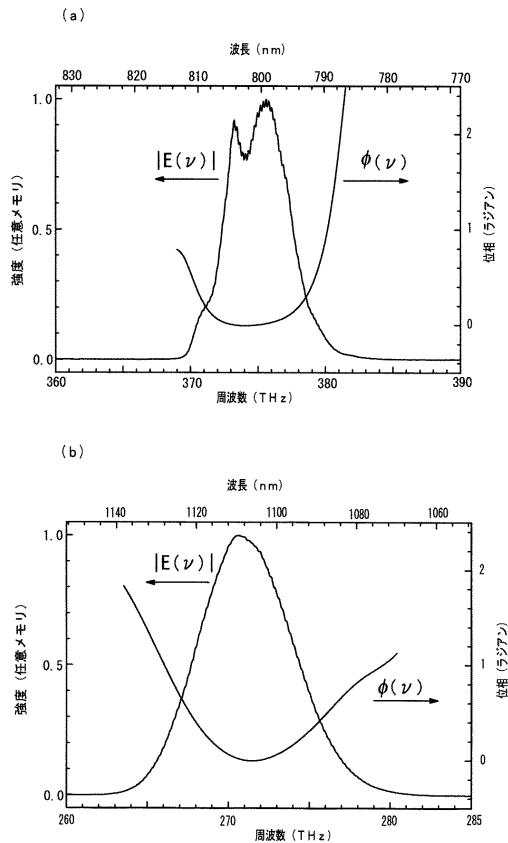 (a)
波長 (nm)
830 820 810 800 790 780 770
1.0
0.5
0.0
強度 (任意メモリ)
|E(ν)|
φ(ν)
2
1
0
位相 (ラジアン)
360 370 380 390
周波数 (THz)
(b)
波長 (nm)
1140 1120 1100 1080 1060
1.0
0.5
0.0
強度 (任意メモリ)
|E(ν)|
φ(ν)
2
1
0
位相 (ラジアン)
260 270 280 285
周波数 (THz)